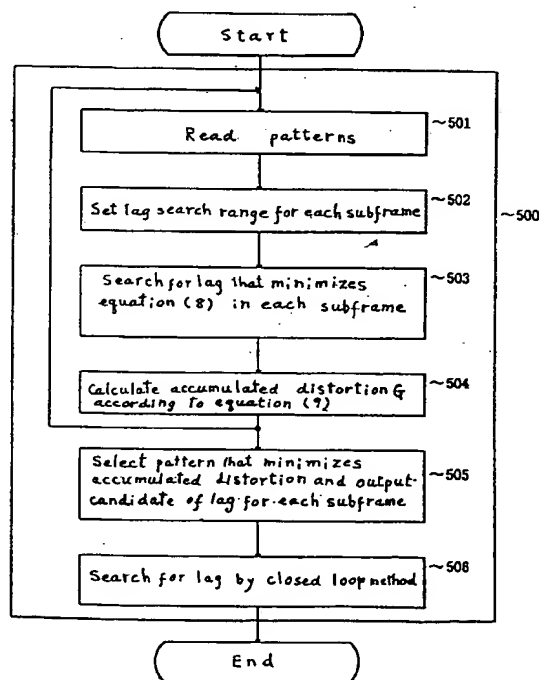 Start
Read patterns
~501
Set lag search range for each subframe
~502
~500
Search for lag that minimizes
equation (8) in each subframe
~503
Calculate accumulated distortion G
according to equation (9)
~504
Select pattern that minimizes
accumulated distortion and output
candidate of lag for each subframe
~505
Search for lag by closed loop method
~506
End